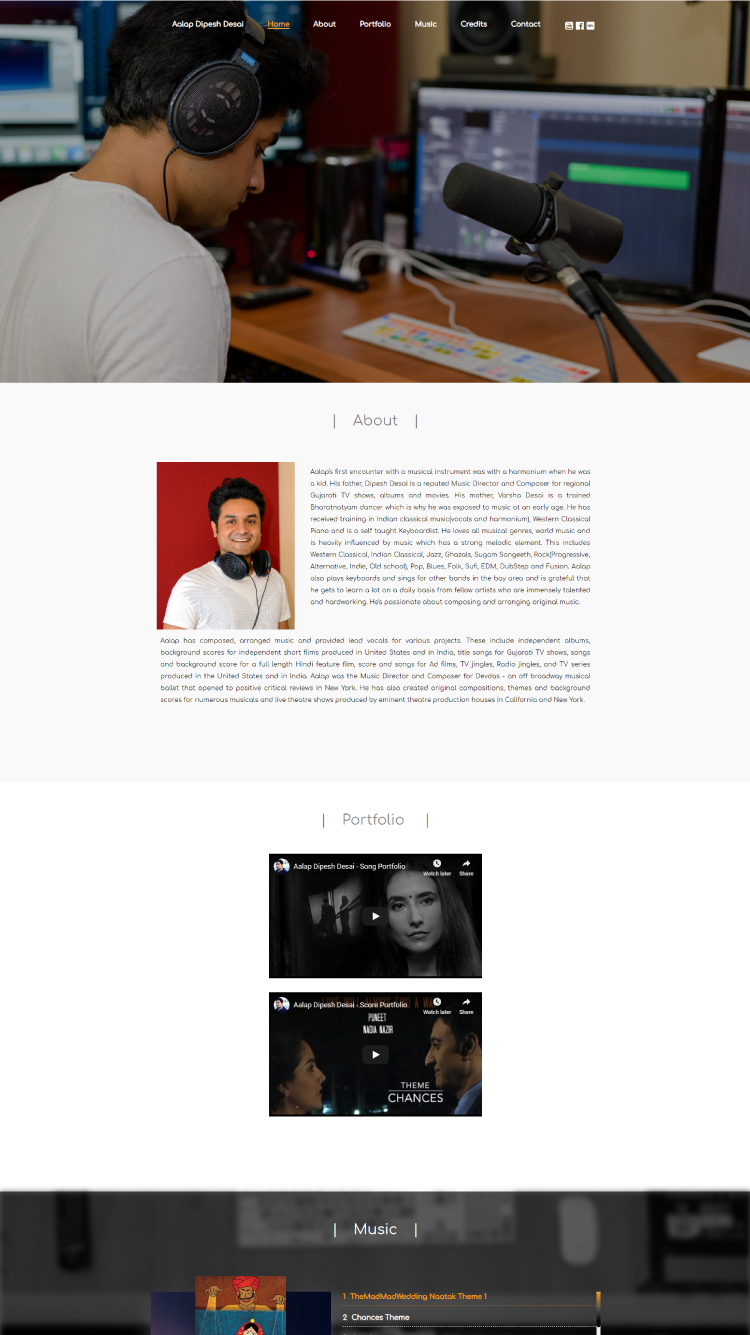 Aalap Dipesh Desai Home About Portfolio Music Credits Contact
| About |
Aalap's first encounter with a musical instrument was with a harmonium when he was
a kid. His father, Dipesh Desai is a reputed Music Director and Composer for regional
Gujarati TV shows, albums and movies. His mother, Varsha Desai is a trained
Bharatnatyam dancer which is why he was exposed to music at an early age. He has
received training in Indian classical music(vocals and harmonium), Western Classical
Piano and is a self taught Keyboardist. He loves all musical genres, world music and
is heavily influenced by music which has a strong melodic element. This includes
Western Classical, Indian Classical, Jazz, Ghazals, Sugam Sangeeth, Rock(Progressive,
Alternative, Indie, Old school), Pop, Blues, Folk, Sufi, EDM, DubStep and Fusion. Aalap
also plays keyboards and sings for other bands in the bay area and is grateful that
he gets to learn a lot on a daily basis from fellow artists who are immensely talented
and hardworking. He's passionate about composing and arranging original music.
Aalap has composed, arranged music and provided lead vocals for various projects. These include independent albums,
background scores for independent short films produced in United States and in India, title songs for Gujarati TV shows, songs
and background score for a full length Hindi feature film, score and songs for Ad films, TV jingles, Radio jingles, and TV series
produced in the United States and in India. Aalap was the Music Director and Composer for Devdas - an off broadway musical
ballet that opened to positive critical reviews in New York. He has also created original compositions, themes and background
scores for numerous musicals and live theatre shows produced by eminent theatre production houses in California and New York.
| Portfolio |
Aalap Dipesh Desai - Song Portfolio
Watch later Share
Aalap Dipesh Desai - Score Portfolio
Watch later Share
PUNEET
NADIA NAZIR
THEME
CHANCES
| Music |
1 TheMadMadWedding Naatak Theme 1
2 Chances Theme